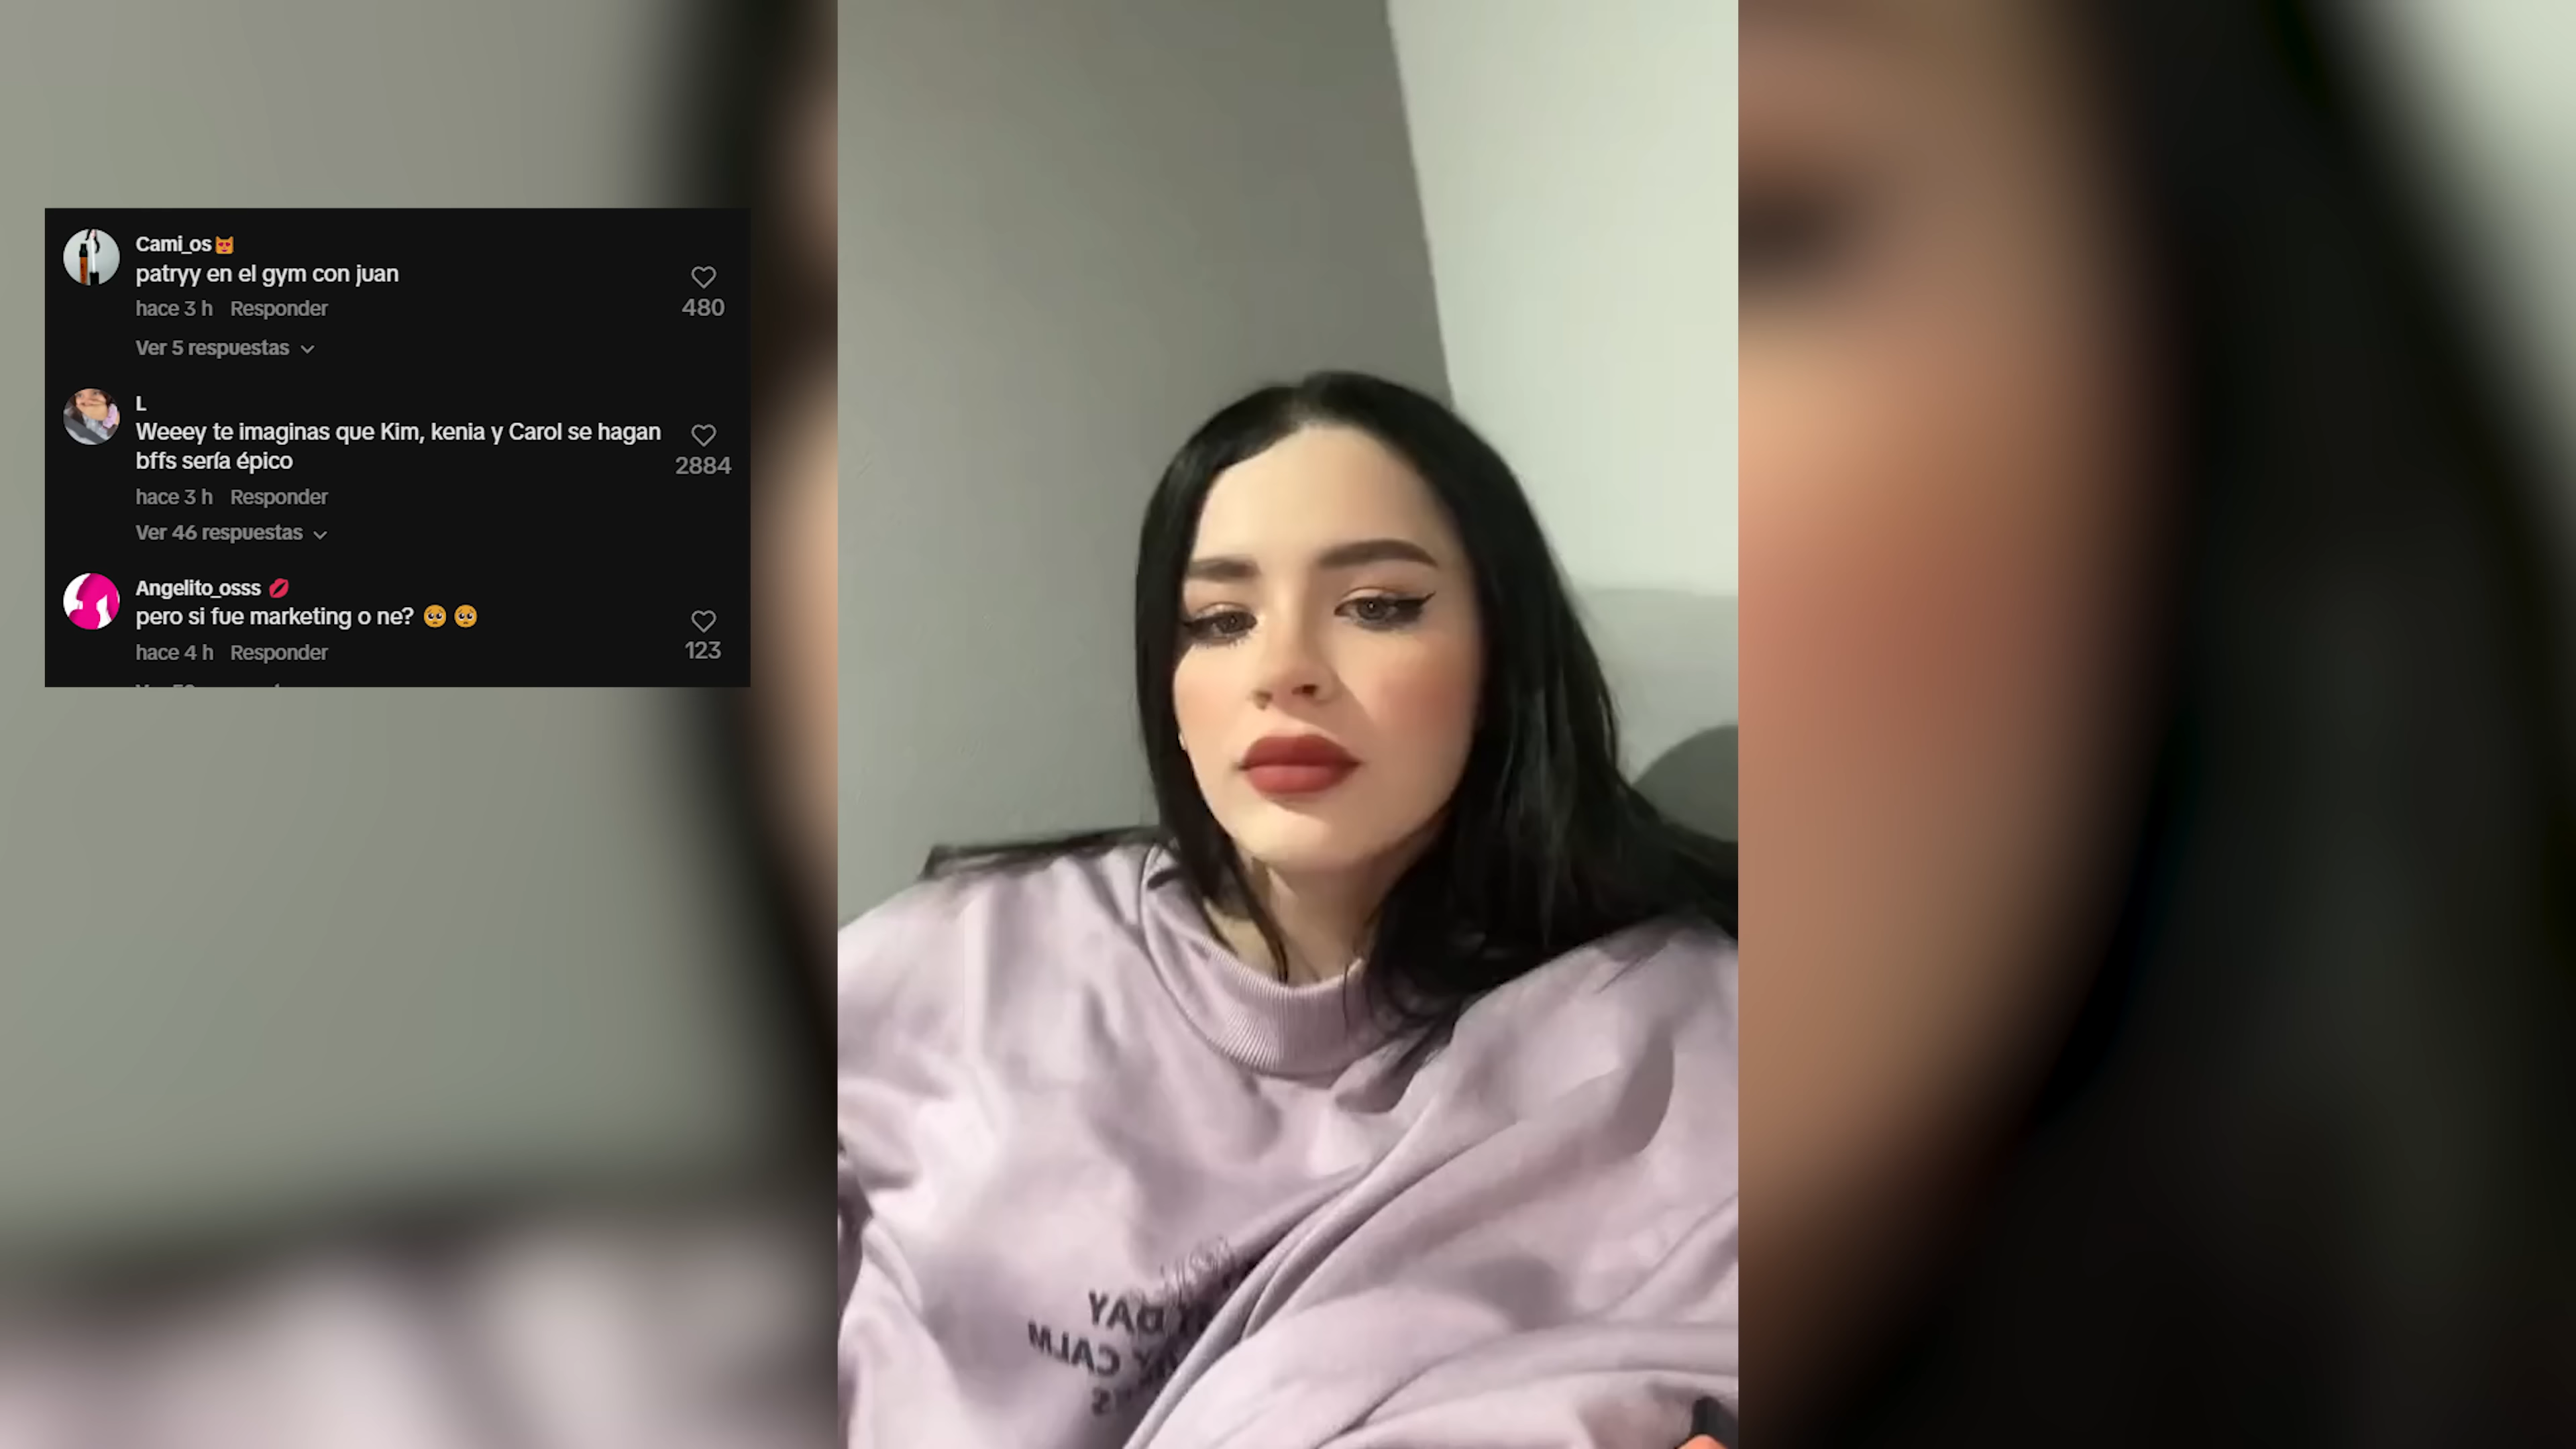 Cami_os😻
patryy en el gym con juan
hace 3 h Responder
480
Ver 5 respuestas
L
Weeey te imaginas que Kim, kenia y Carol se hagan
bffs sería épico
2884
hace 3 h Responder
Ver 46 respuestas
Angelito_osss 💋
pero si fue marketing o ne? 🥺🥺
hace 4 h Responder
123
DAY
CALM